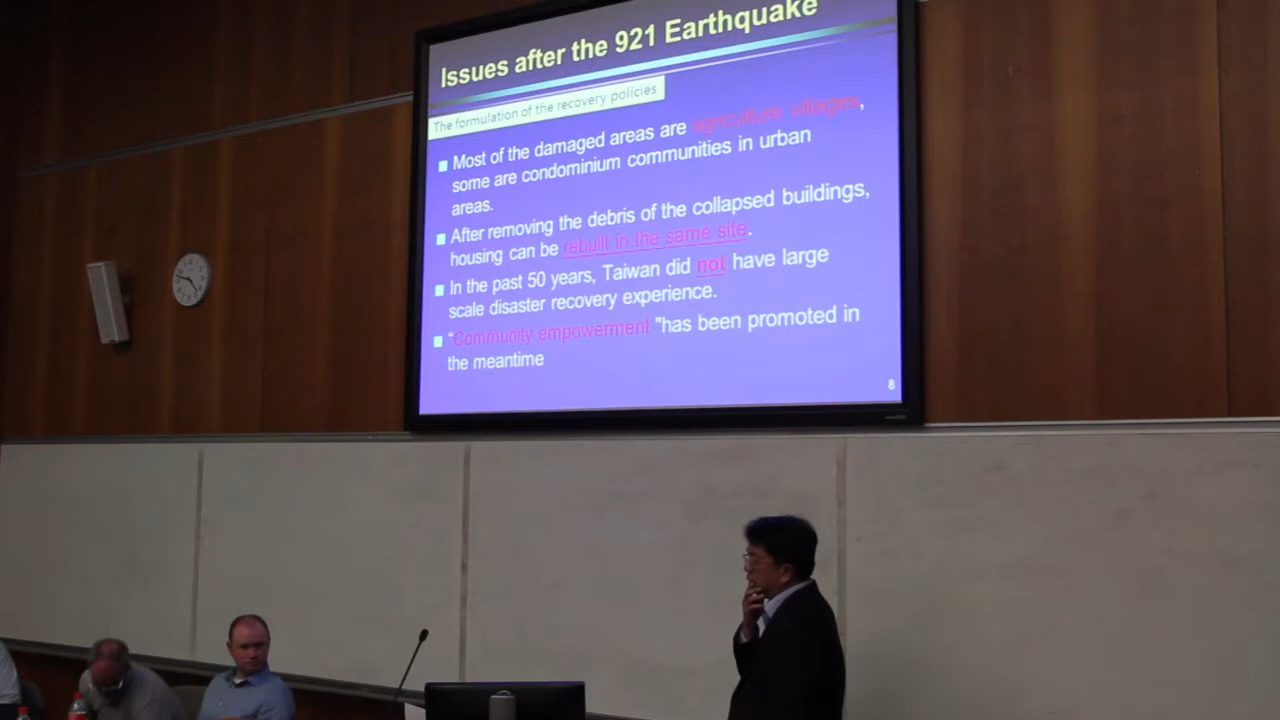 Issues after the 921 Earthquake
8
The formulation of the recovery policies
■ Most of the damaged areas are agriculture villages,
some are condominium communities in urban
areas.
■ After removing the debris of the collapsed buildings,
housing can be rebuilt in the same site.
■ In the past 50 years, Taiwan did not have large
scale disaster recovery experience.
■ "Community empowerment "has been promoted in
the meantime
8